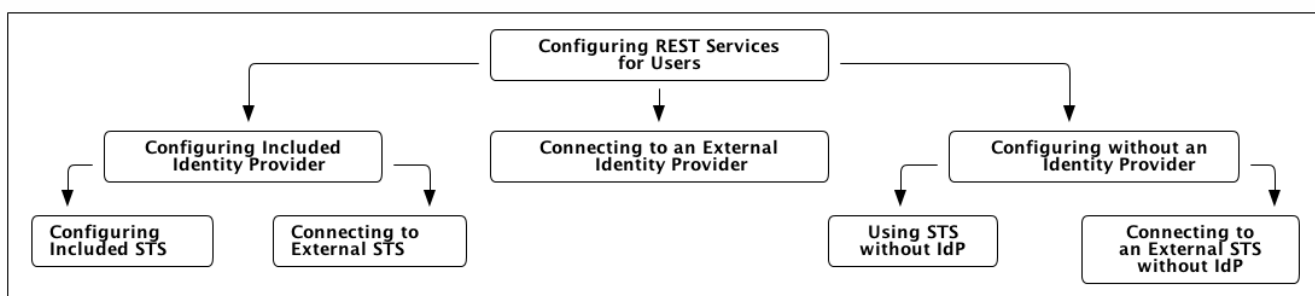 Configuring REST Services
for Users
Configuring Included
Identity Provider
Connecting to an External
Identity Provider
Configuring without an
Identity Provider
Configuring
Included STS
Connecting to
External STS
Using STS
without IdP
Connecting to
an External STS
without IdP